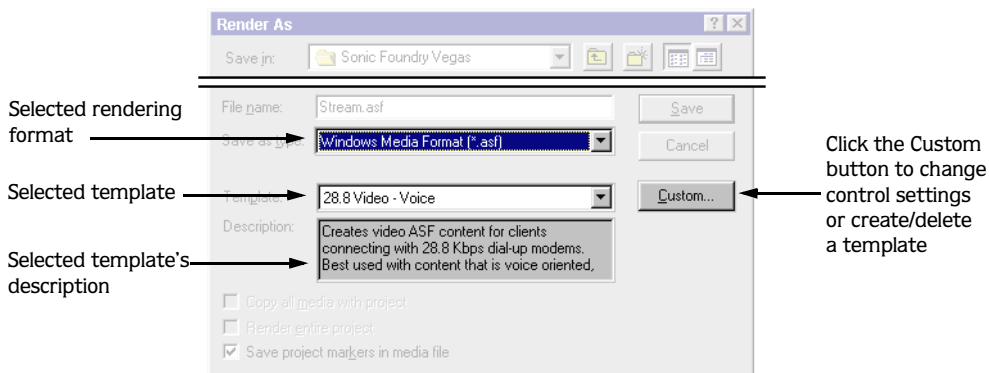 Render As
Save in: Sonic Foundry Vegas
File name: Stream.asf Save
Selected rendering format
Save as type: Windows Media Format (*.asf) Cancel
Click the Custom button to change control settings or create/delete a template
Selected template
Template: 28.8 Video - Voice Custom...
Description: Creates video ASF content for clients
connecting with 28.8 Kbps dial-up modems.
Best used with content that is voice oriented,
Selected template's description
Copy all media with project
Render entire project
Save project markers in media file